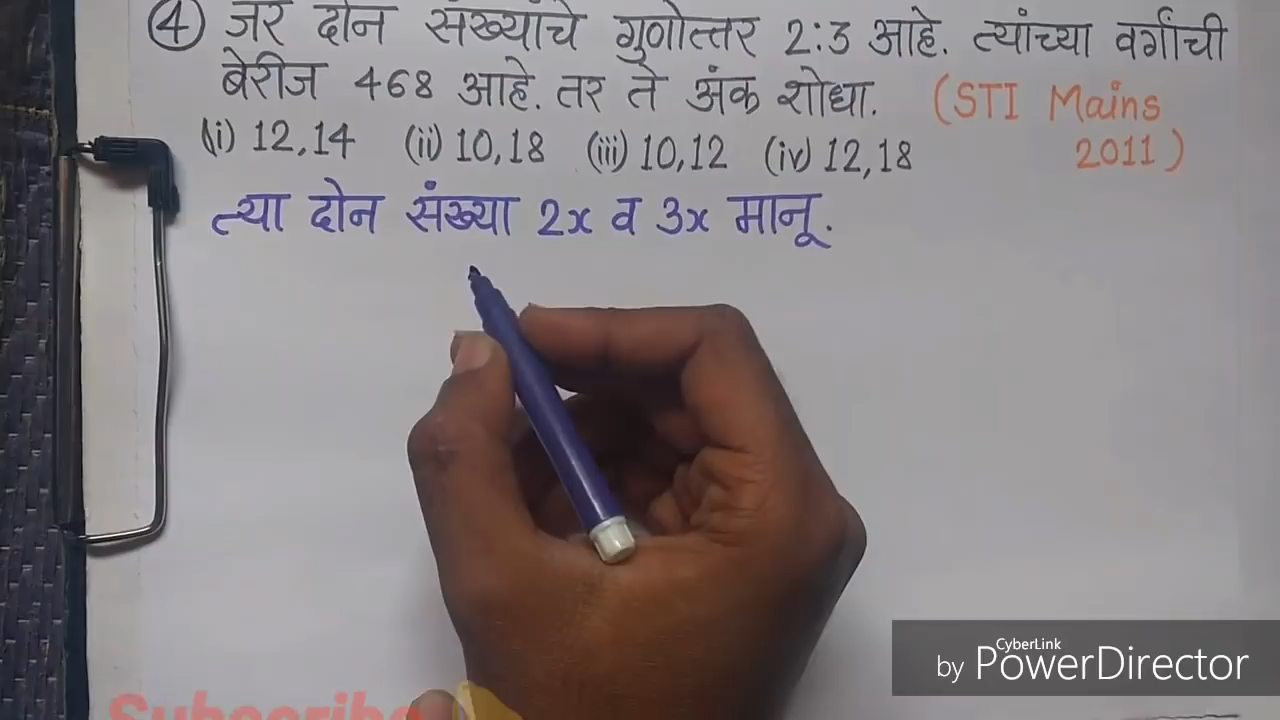 ④ जर दोन संख्यांचे गुणोत्तर 2:3 आहे. त्यांच्या वर्गांची
बेरीज 468 आहे. तर ते अंक शोधा. (STI Mains
2011)
(i) 12,14 (ii) 10,18 (iii) 10,12 (iv) 12,18
त्या दोन संख्या 2x व 3x मानू.
by CyberLink PowerDirector
Subscribe